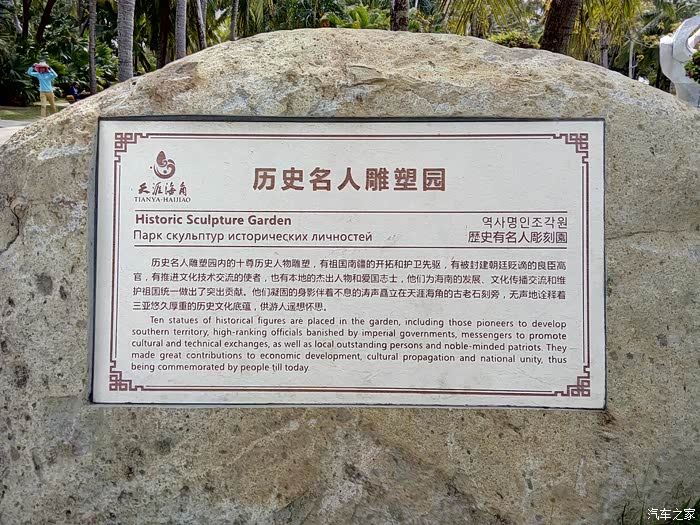 天涯海角
TIANYA-HAIJIAO
历史名人雕塑园
Historic Sculpture Garden
역사명인조각원
Парк скульптур исторических личностей
歴史有名人彫刻園
历史名人雕塑园内的十尊历史人物雕塑，有祖国南疆的开拓和护卫先驱，有被封建朝廷贬谪的良臣高
官，有推进文化技术交流的使者，也有本地的杰出人物和爱国志士，他们为海南的发展、文化传播交流和维
护祖国统一做出了突出贡献。他们凝固的身影伴着不息的涛声矗立在天涯海角的古老石刻旁，无声地诠释着
三亚悠久厚重的历史文化底蕴，供游人遥想怀思。
Ten statues of historical figures are placed in the garden, including those pioneers to develop
southern territory, high-ranking officials banished by imperial governments, messengers to promote
cultural and technical exchanges, as well as local outstanding persons and noble-minded patriots. They
made great contributions to economic development, cultural propagation and national unity, thus
being commemorated by people till today.
汽车之家